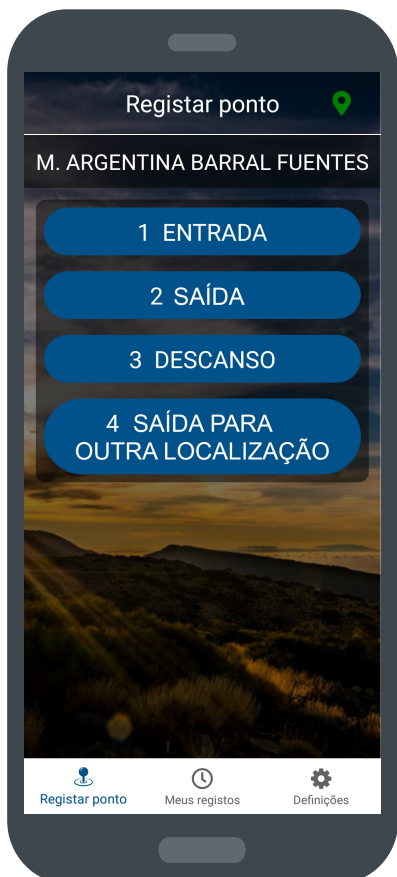 Registar ponto
M. ARGENTINA BARRAL FUENTES
1 ENTRADA
2 SAÍDA
3 DESCANSO
4 SAÍDA PARA
OUTRA LOCALIZAÇÃO
Registar ponto
Meus registos
Definições